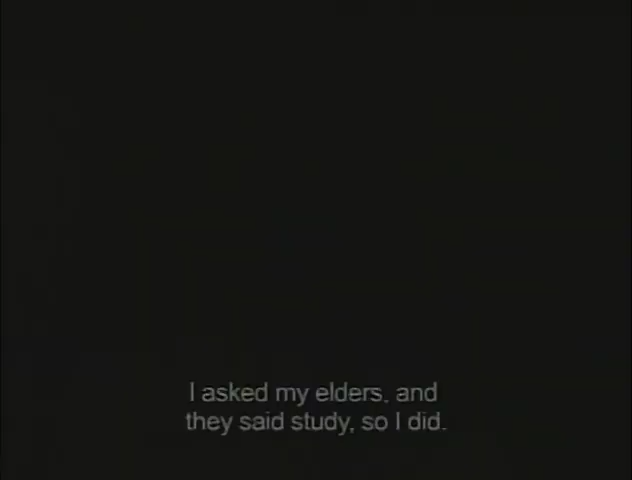 I asked my elders, and
they said study, so I did.